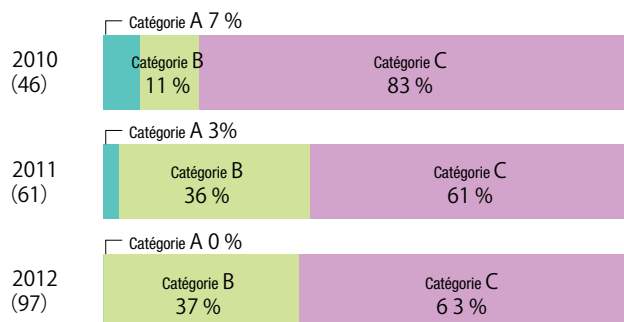 Catégorie A 7 %
2010
(46)
Catégorie B
11 %
Catégorie C
83 %
Catégorie A 3%
2011
(61)
Catégorie B
36 %
Catégorie C
61 %
Catégorie A 0 %
2012
(97)
Catégorie B
37 %
Catégorie C
6 3 %